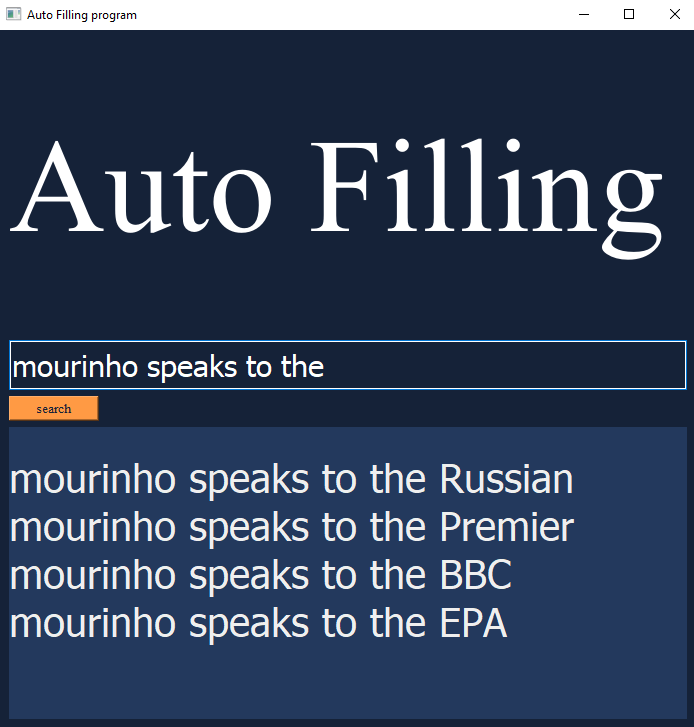 Auto Filling program
Auto Filling
mourinho speaks to the
search
mourinho speaks to the Russian
mourinho speaks to the Premier
mourinho speaks to the BBC
mourinho speaks to the EPA